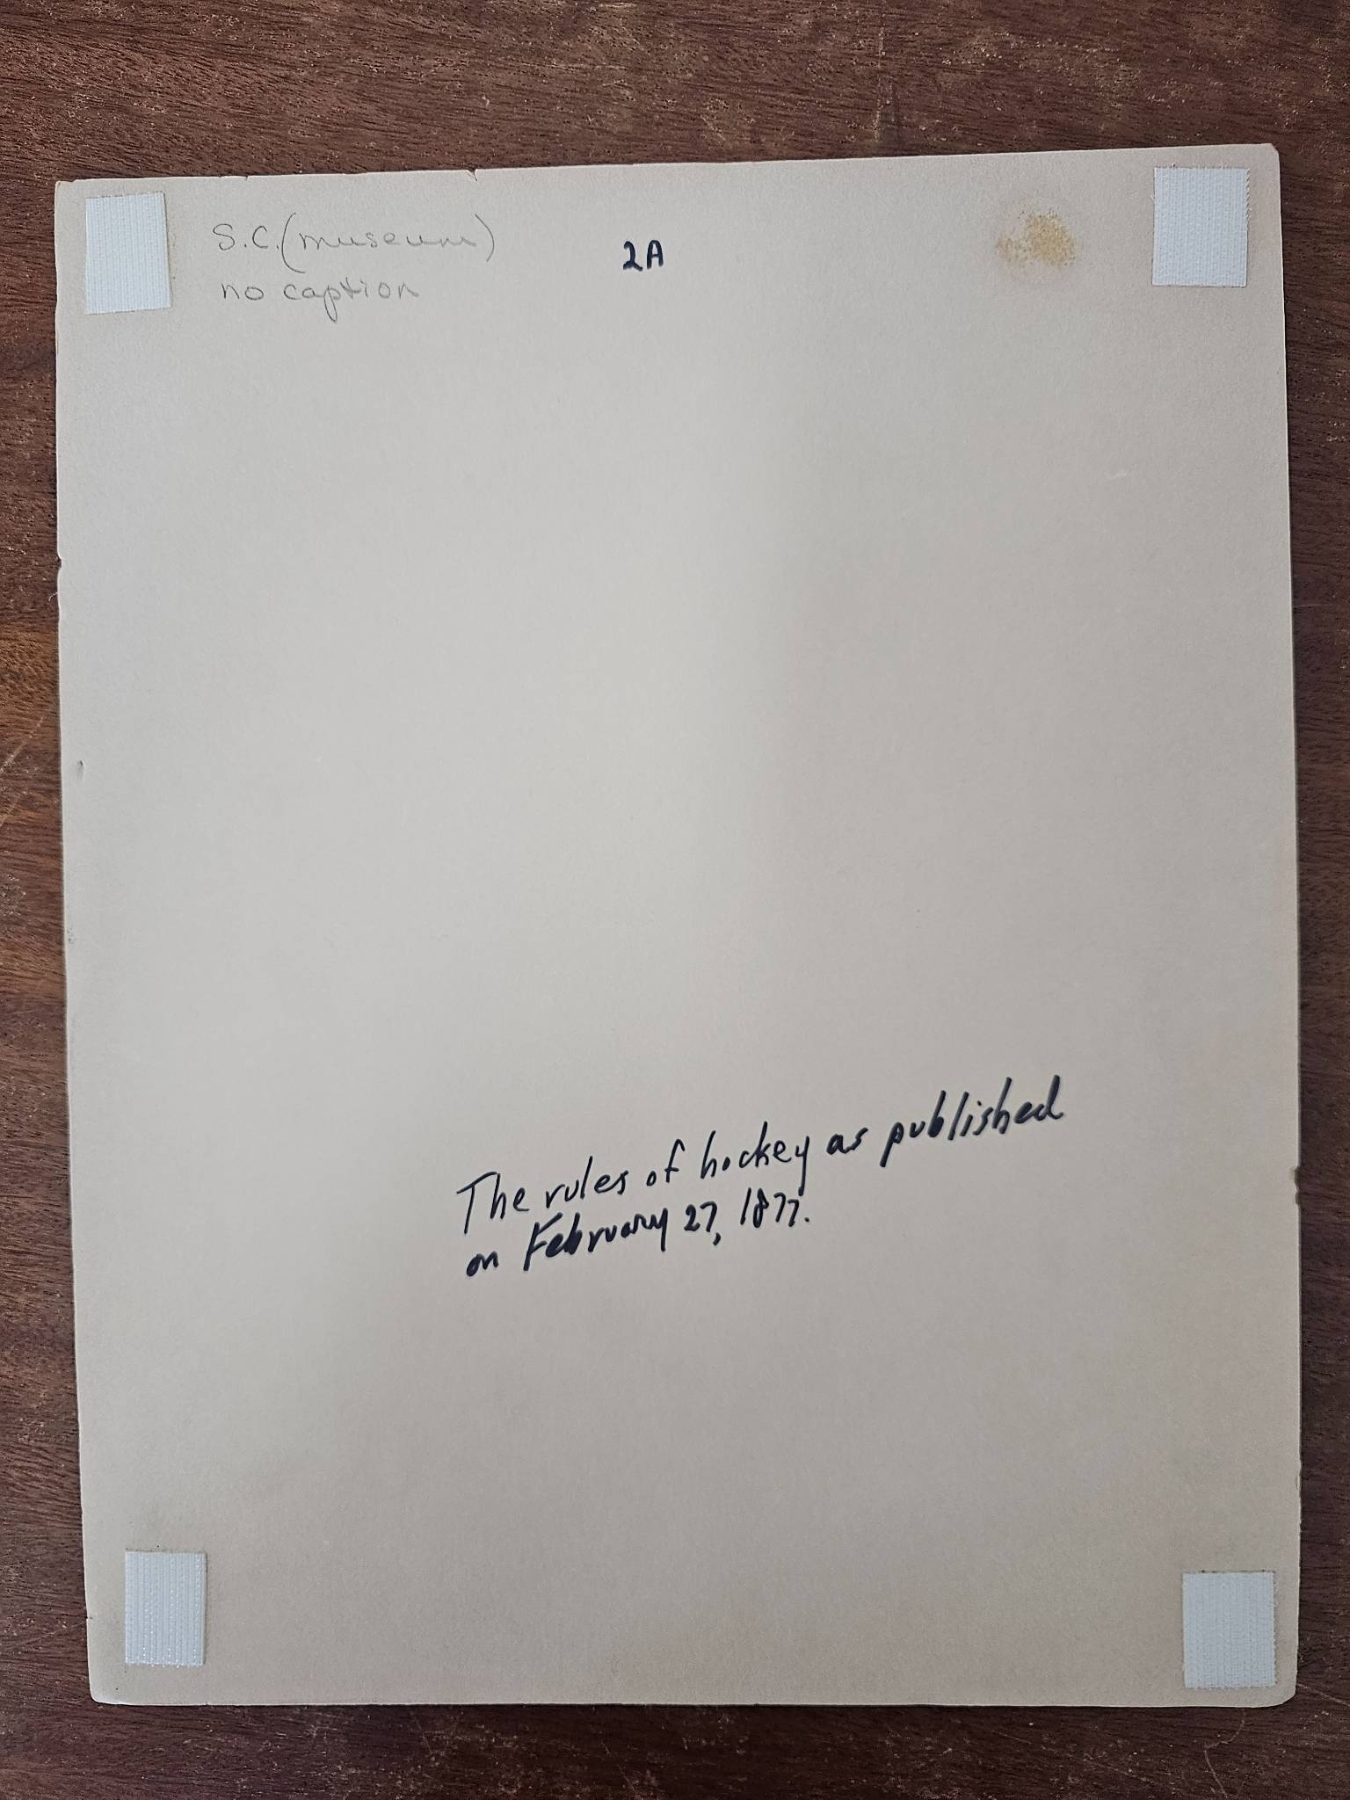 S.C. (museum)
no caption
2A
The rules of hockey as published
on February 27, 1877.